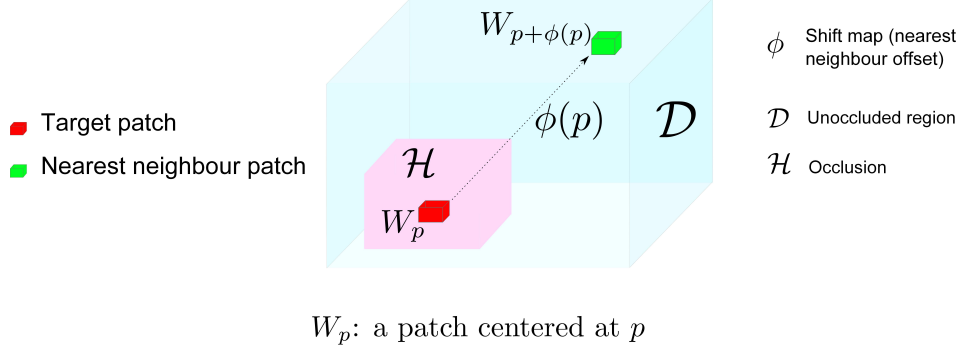 W_{p+φ(p)}
ϕ Shift map (nearest
neighbour offset)
Target patch
φ(p)
𝒟
𝒟 Unoccluded region
Nearest neighbour patch
ℋ
ℋ Occlusion
W_p
W_p: a patch centered at p